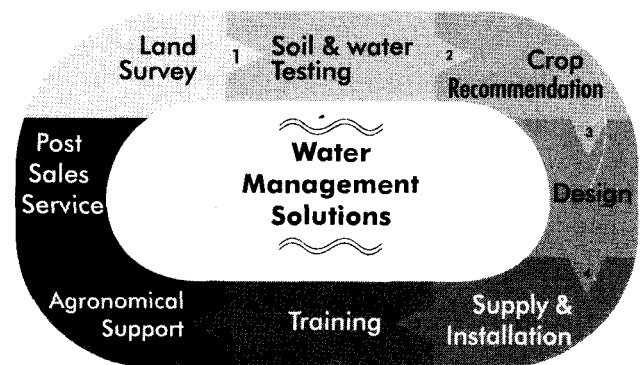 Land
Survey
1
Soil & water
Testing
2
Crop
Recommendation
3
Design
4
Supply &
Installation
Training
Agronomical
Support
Post
Sales
Service
Water
Management
Solutions